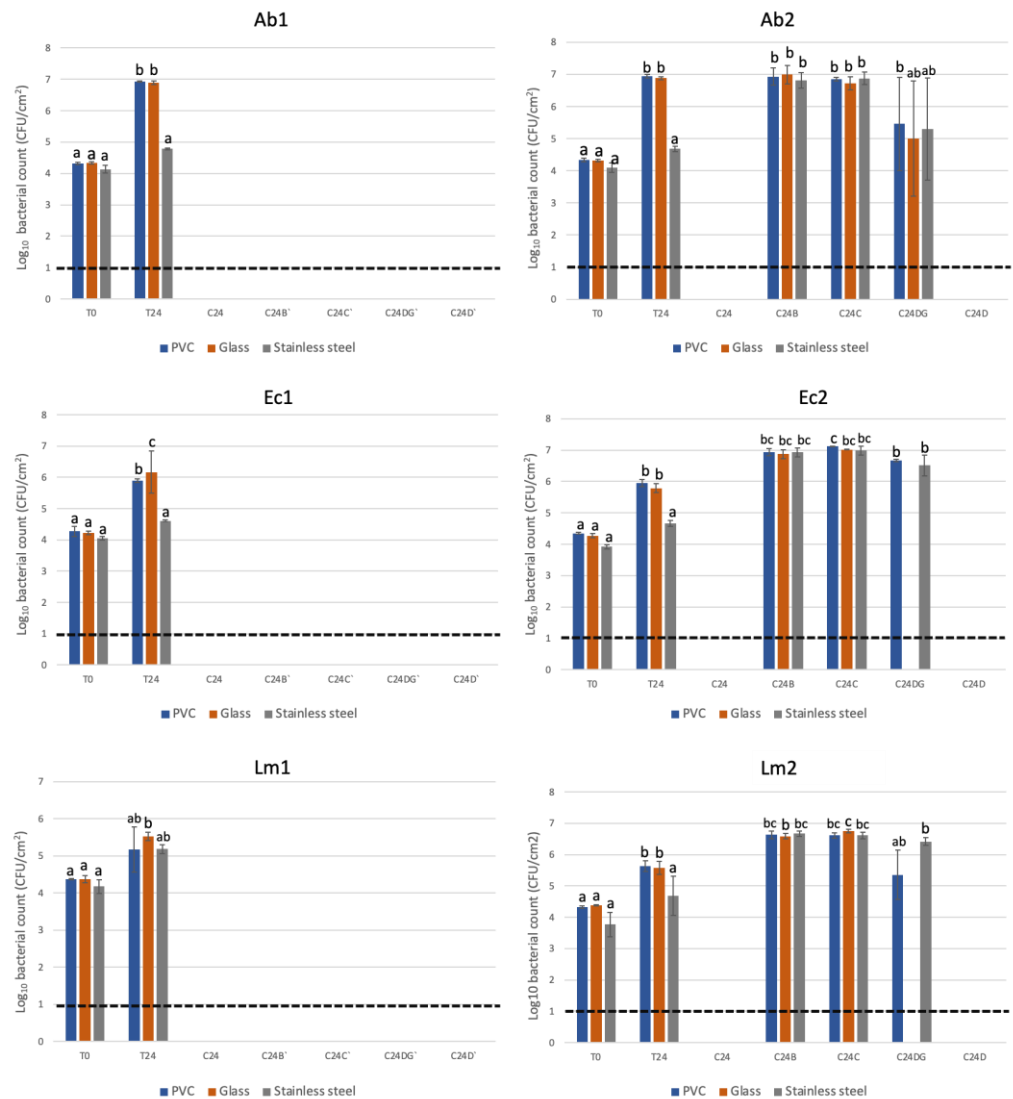 Ab1
Log₁₀ bacterial count (CFU/cm²)
8
7
6
5
4
3
2
1
0
a a a
b b a
T0 T24 C24 C24B` C24C` C24DG` C24D`
PVC Glass Stainless steel
Ab2
Log₁₀ bacterial count (CFU/cm²)
8
7
6
5
4
3
2
1
0
a a a
b b a
b b b
b b b
b ab ab
T0 T24 C24 C24B C24C C24DG C24D
PVC Glass Stainless steel
Ec1
Log₁₀ bacterial count (CFU/cm²)
8
7
6
5
4
3
2
1
0
a a a
b c a
T0 T24 C24 C24B` C24C` C24DG` C24D`
PVC Glass Stainless steel
Ec2
Log₁₀ bacterial count (CFU/cm²)
8
7
6
5
4
3
2
1
0
a a a
b b a
bc bc bc
c bc bc
b b
T0 T24 C24 C24B C24C C24DG C24D
PVC Glass Stainless steel
Lm1
Log₁₀ bacterial count (CFU/cm²)
7
6
5
4
3
2
1
0
a a a
ab b ab
T0 T24 C24 C24B` C24C` C24DG` C24D`
PVC Glass Stainless steel
Lm2
Log10 bacterial count (CFU/cm2)
8
7
6
5
4
3
2
1
0
a a a
b b a
bc b bc
bc c bc
ab b
T0 T24 C24 C24B C24C C24DG C24D
PVC Glass Stainless steel